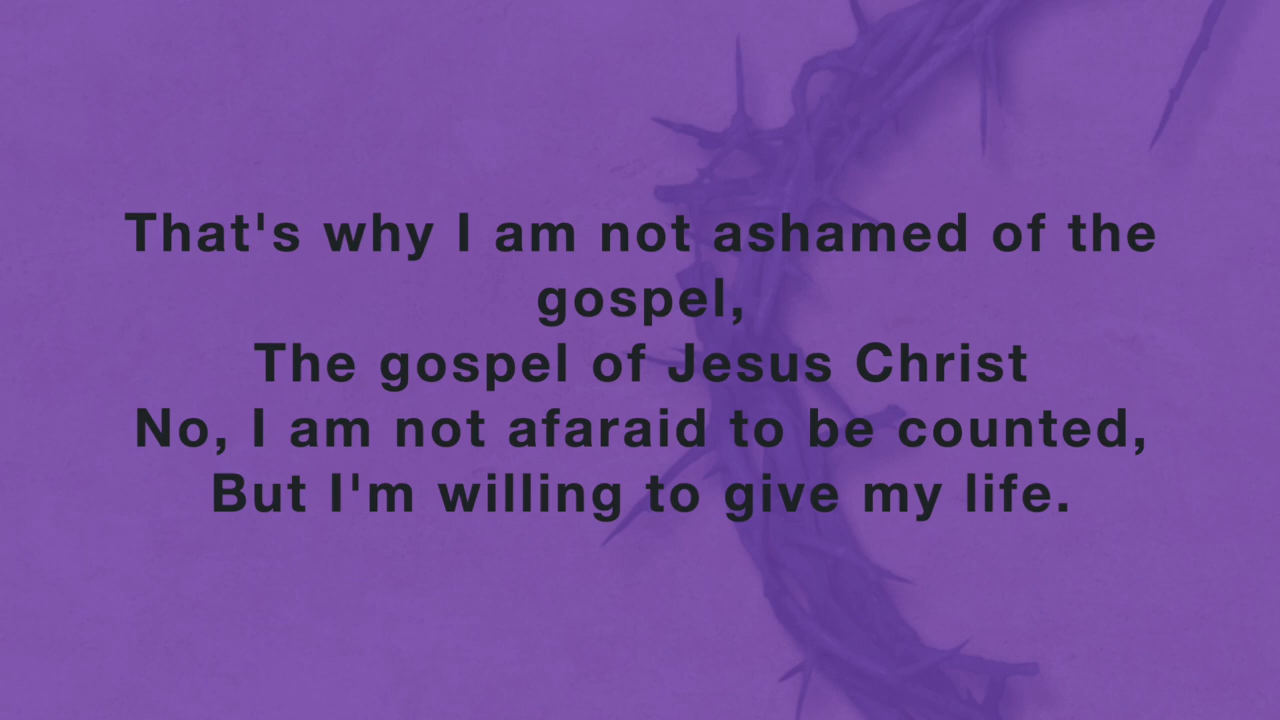 That's why I am not ashamed of the
gospel,
The gospel of Jesus Christ
No, I am not afaraid to be counted,
But I'm willing to give my life.